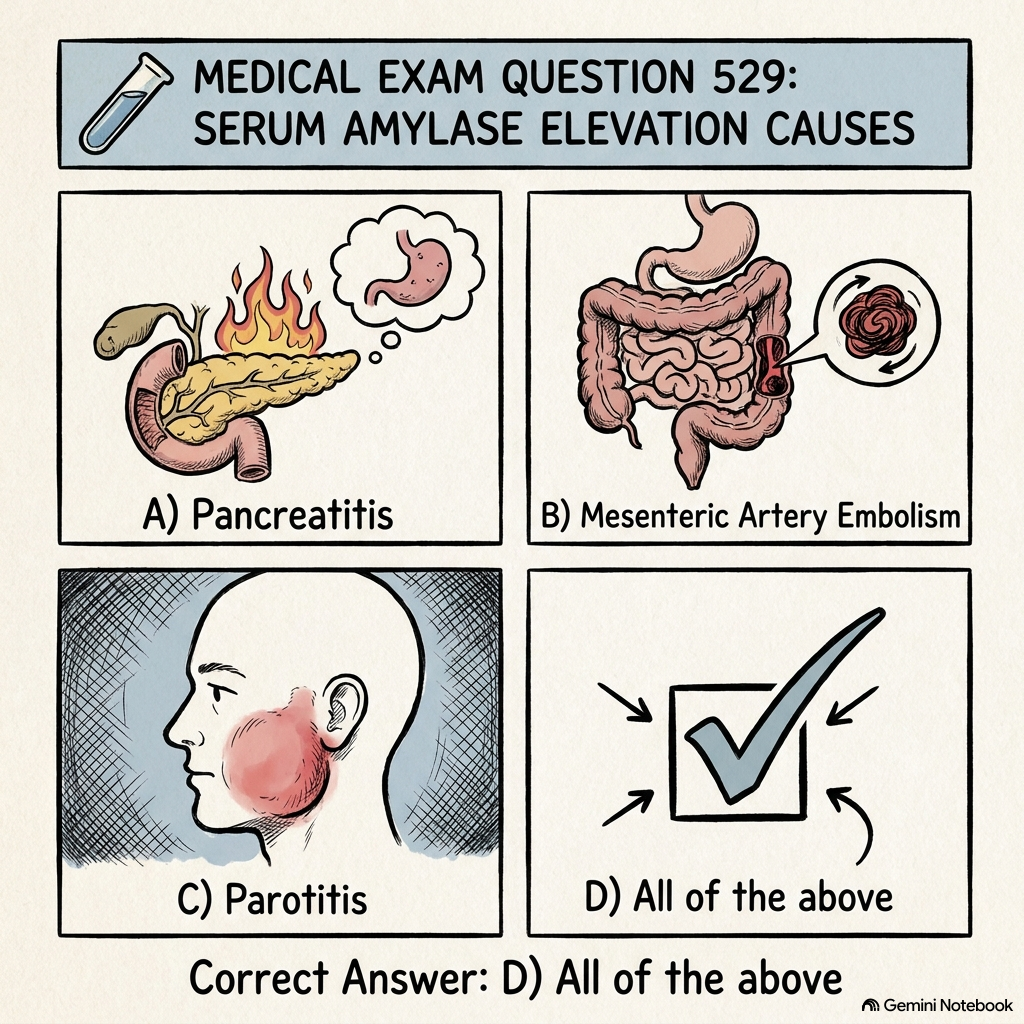 MEDICAL EXAM QUESTION 529:
SERUM AMYLASE ELEVATION CAUSES
A) Pancreatitis
B) Mesenteric Artery Embolism
C) Parotitis
D) All of the above
Correct Answer: D) All of the above
Gemini Notebook